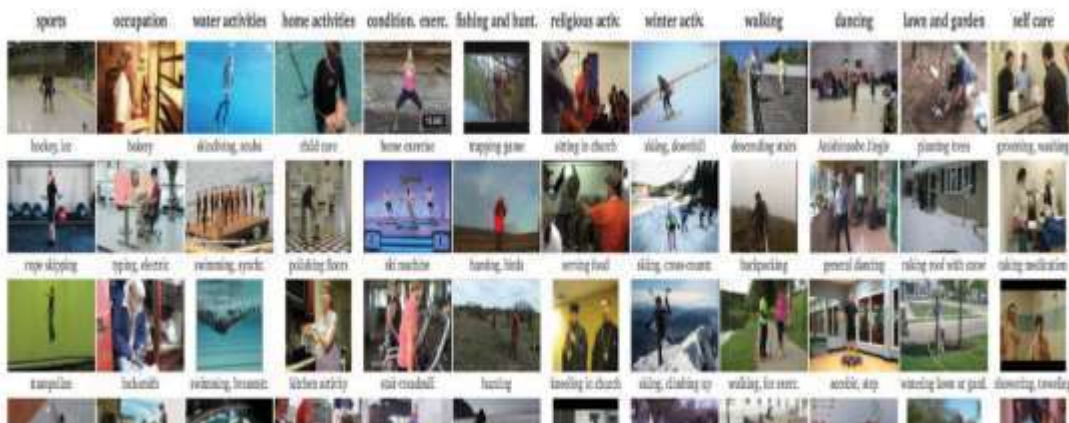 sports occupation water activities home activities condition. exerc. fishing and hunt. religious activ. winter activ. walking dancing lawn and garden self care
hockey, ice bakery skindiving, scuba child care home exercise trapping game sitting in church skiing, downhill descending stairs Anishinaabe Jingle planting trees grooming, washing
rope skipping typing, electric swimming, synchr. polishing floors ski machine hunting, birds serving food skiing, cross-country backpacking general dancing raking roof with snow taking medication
trampoline locksmith swimming, breaststr. kitchen activity stair-treadmill hunting kneeling in church skiing, climbing up walking, for exerc. aerobic, step watering lawn or gard. showering, toweling